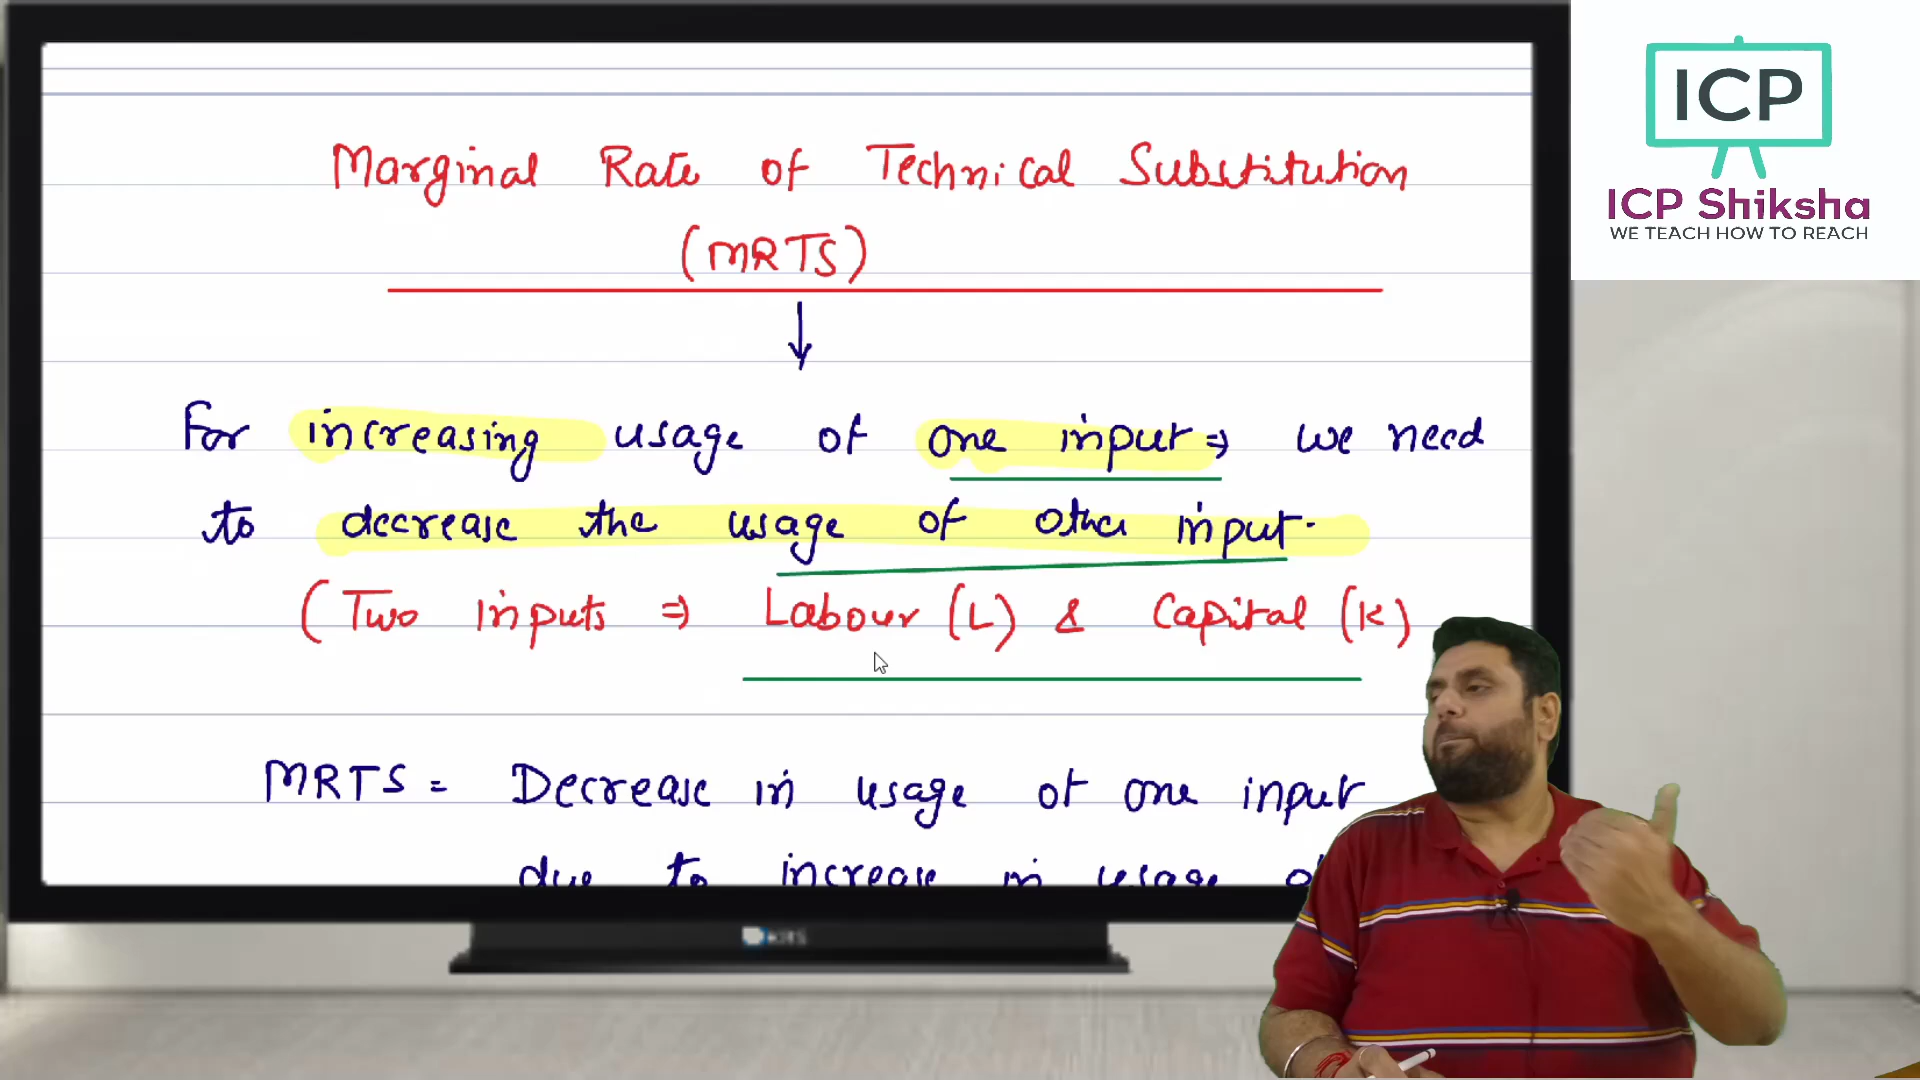 Marginal Rate of Technical Substitution
(MRTS)
For increasing usage of one input ⇒ we need
to decrease the usage of other input.
(Two inputs ⇒ Labour (L) & Capital (K)
MRTS = Decrease in usage of one input
due to increase in usage
ICP
ICP Shiksha
WE TEACH HOW TO REACH